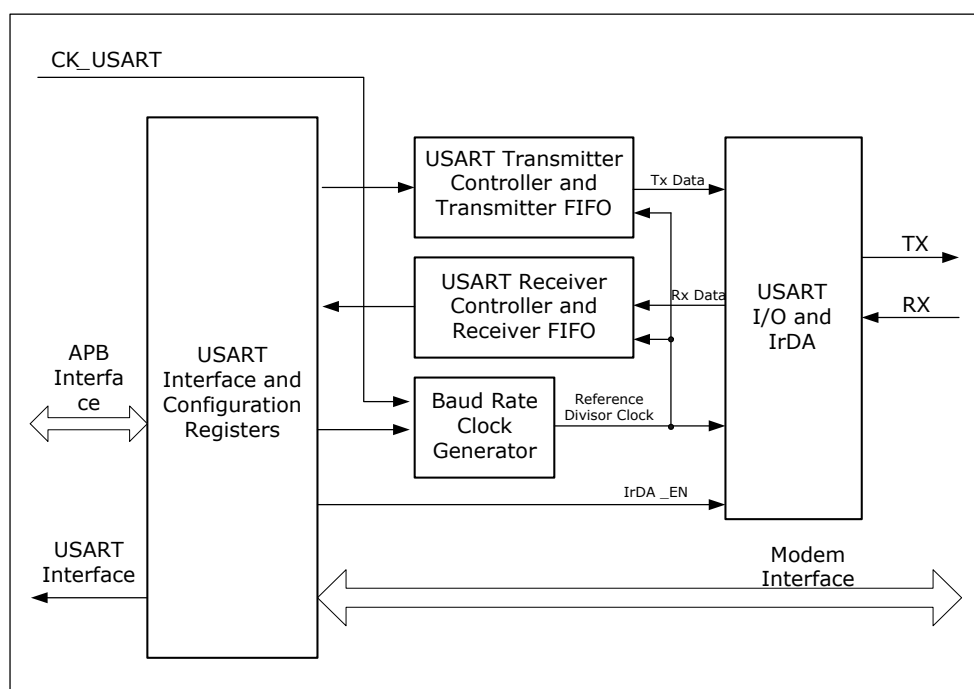 CK_USART
USART Transmitter
Controller and
Transmitter FIFO
Tx Data
USART Receiver
Controller and
Receiver FIFO
Rx Data
USART
I/O and
IrDA
TX
RX
APB
Interfa
ce
USART
Interface and
Configuration
Registers
Baud Rate
Clock
Generator
Reference
Divisor Clock
IrDA _EN
USART
Interface
Modem
Interface